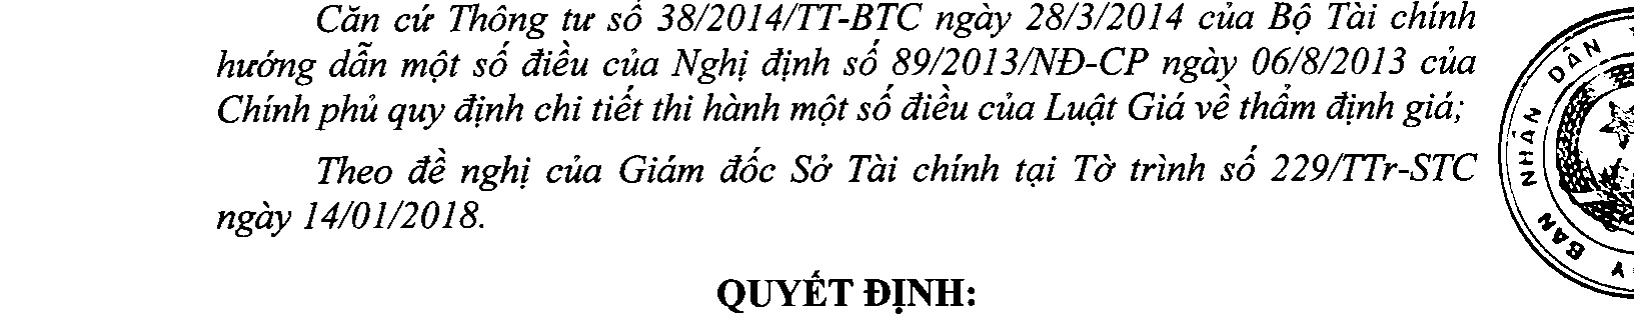 Căn cứ Thông tư số 38/2014/TT-BTC ngày 28/3/2014 của Bộ Tài chính
hướng dẫn một số điều của Nghị định số 89/2013/NĐ-CP ngày 06/8/2013 của
Chính phủ quy định chi tiết thi hành một số điều của Luật Giá về thẩm định giá;
Theo đề nghị của Giám đốc Sở Tài chính tại Tờ trình số 229/TTr-STC
ngày 14/01/2018.
QUYẾT ĐỊNH:
Y BAN NHÂN DÂN